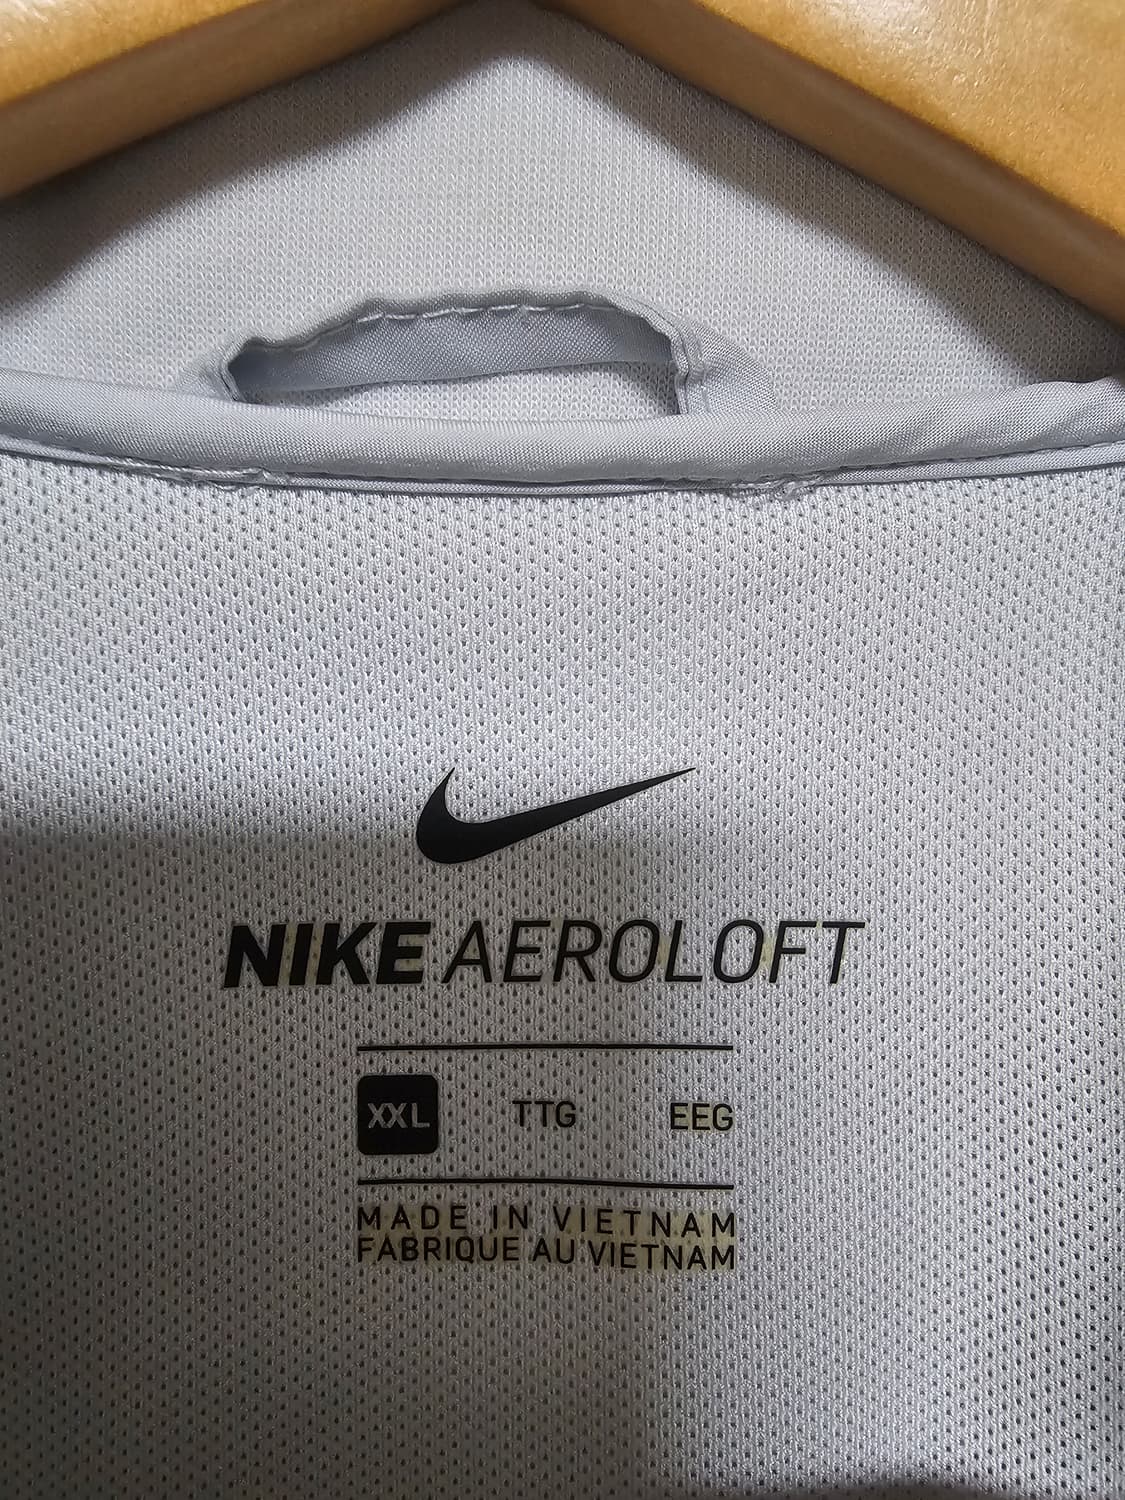 NIKE AEROLOFT
XXL TTG EEG
MADE IN VIETNAM
FABRIQUE AU VIETNAM